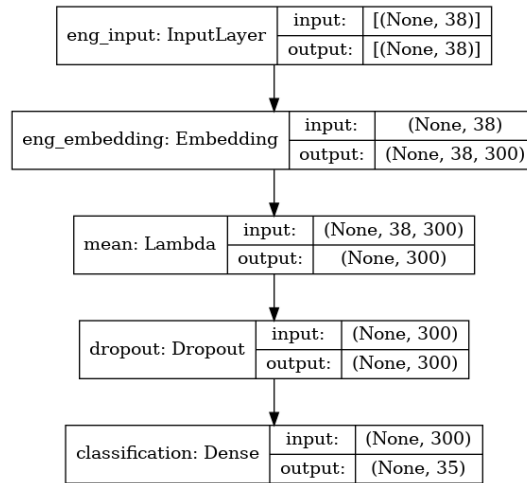 eng_input: InputLayer
input: [(None, 38)]
output: [(None, 38)]
eng_embedding: Embedding
input: (None, 38)
output: (None, 38, 300)
mean: Lambda
input: (None, 38, 300)
output: (None, 300)
dropout: Dropout
input: (None, 300)
output: (None, 300)
classification: Dense
input: (None, 300)
output: (None, 35)